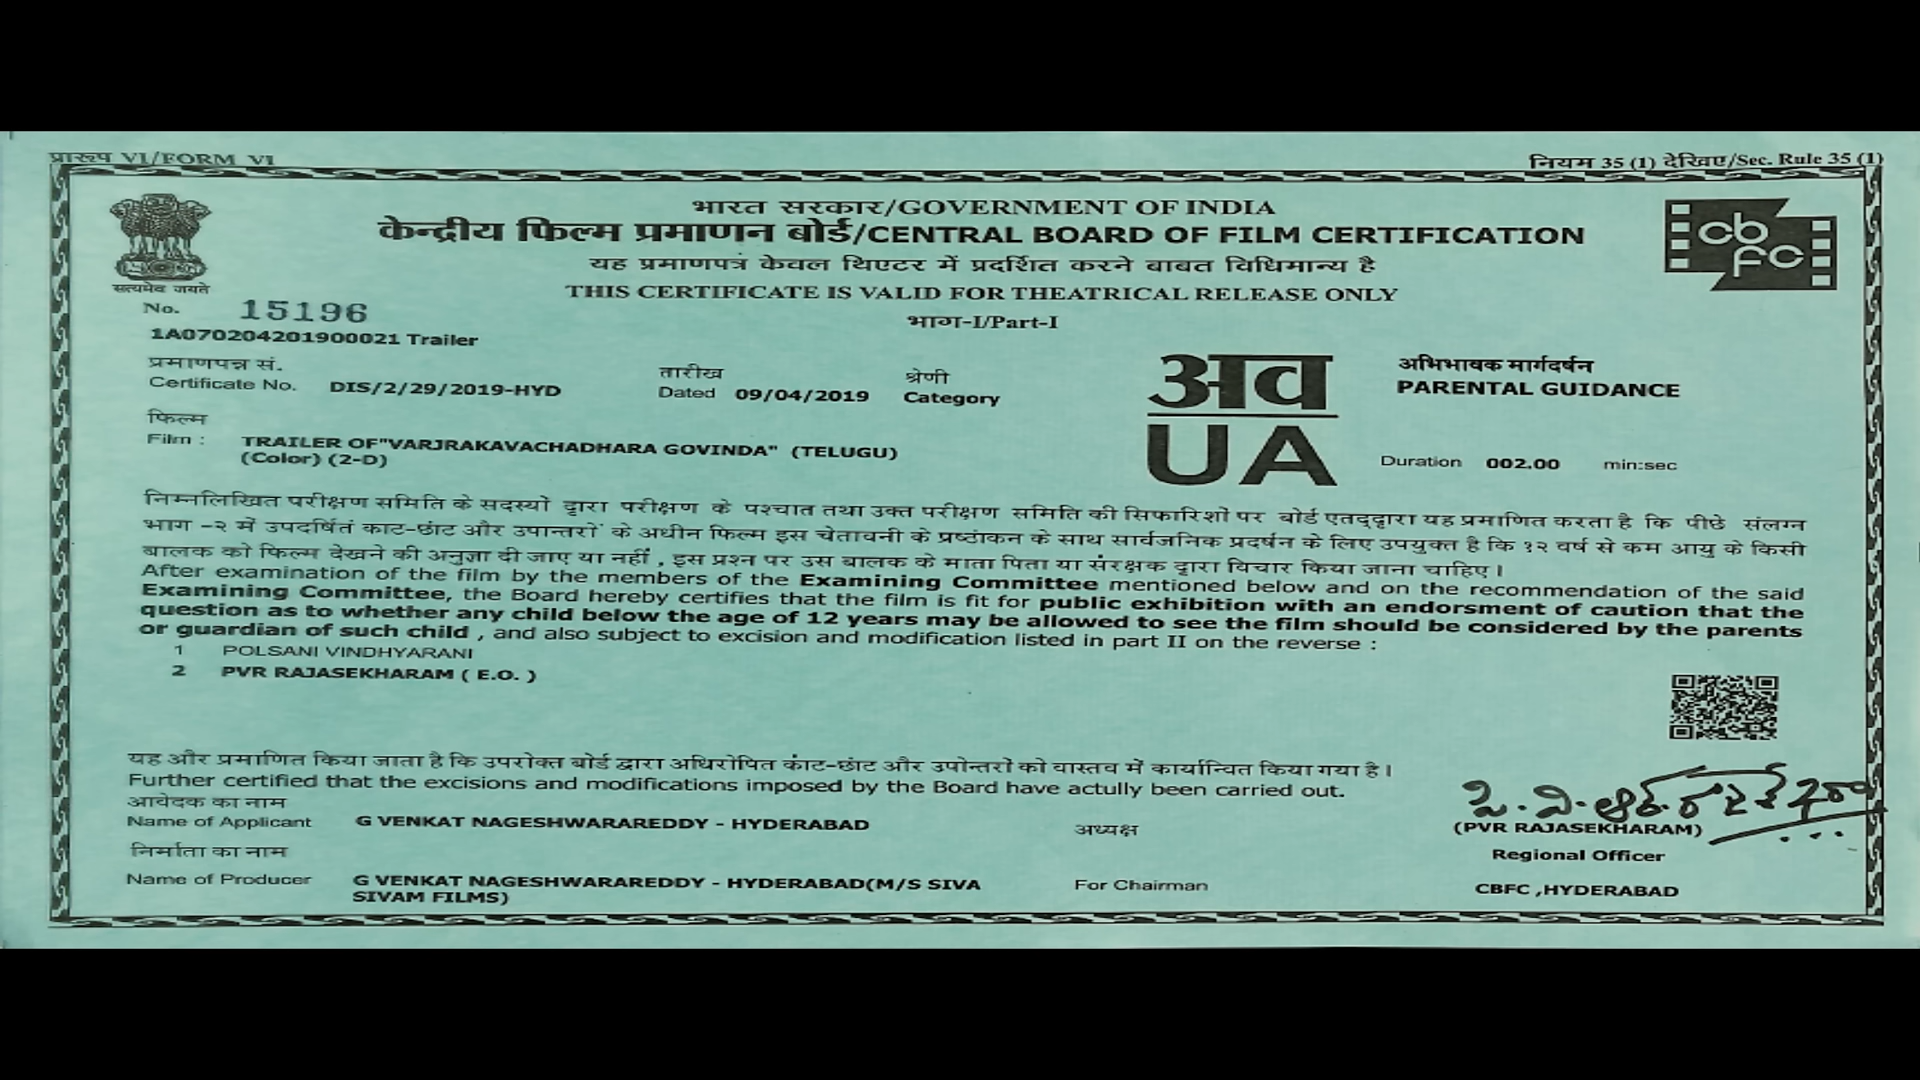 प्रारूप VI/FORM VI
नियम 35 (1) देखिए/Sec. Rule 35 (1)
भारत सरकार/GOVERNMENT OF INDIA
केन्द्रीय फिल्म प्रमाणन बोर्ड/CENTRAL BOARD OF FILM CERTIFICATION
cb
fc
यह प्रमाणपत्र केवल थिएटर में प्रदर्शित करने बाबत विधिमान्य है
सत्यमेव जयते
THIS CERTIFICATE IS VALID FOR THEATRICAL RELEASE ONLY
No. 15196
भाग-I/Part-I
1A070204201900021 Trailer
प्रमाणपत्र सं.
Certificate No. DIS/2/29/2019-HYD
तारीख
Dated 09/04/2019
श्रेणी
Category
अव
UA
अभिभावक मार्गदर्षन
PARENTAL GUIDANCE
फिल्म
Film : TRAILER OF"VARJRAKAVACHADHARA GOVINDA" (TELUGU)
(Color) (2-D)
Duration 002.00 min:sec
निम्नलिखित परीक्षण समिति के सदस्यों द्वारा परीक्षण के पश्चात तथा उक्त परीक्षण समिति की सिफारिशों पर बोर्ड एतद्द्वारा यह प्रमाणित करता है कि पीछे संलग्न
भाग -२ में उपदर्षित काट-छांट और उपान्तरों के अधीन फिल्म इस चेतावनी के प्रष्ठांकन के साथ सार्वजनिक प्रदर्षन के लिए उपयुक्त है कि १२ वर्ष से कम आयु के किसी
बालक को फिल्म देखने की अनुज्ञा दी जाए या नहीं , इस प्रश्न पर उस बालक के माता पिता या संरक्षक द्वारा विचार किया जाना चाहिए ।
After examination of the film by the members of the Examining Committee mentioned below and on the recommendation of the said
Examining Committee, the Board hereby certifies that the film is fit for public exhibition with an endorsment of caution that the
question as to whether any child below the age of 12 years may be allowed to see the film should be considered by the parents
or guardian of such child , and also subject to excision and modification listed in part II on the reverse :
1 POLSANI VINDHYARANI
2 PVR RAJASEKHARAM ( E.O. )
यह और प्रमाणित किया जाता है कि उपरोक्त बोर्ड द्वारा अधिरोपित काट-छांट और उपोन्तरों को वास्तव में कार्यान्वित किया गया है ।
Further certified that the excisions and modifications imposed by the Board have actully been carried out.
आवेदक का नाम
Name of Applicant G VENKAT NAGESHWARAREDDY - HYDERABAD
अध्यक्ष
(PVR RAJASEKHARAM)
निर्माता का नाम
Regional Officer
Name of Producer G VENKAT NAGESHWARAREDDY - HYDERABAD(M/S SIVA
SIVAM FILMS)
For Chairman
CBFC ,HYDERABAD